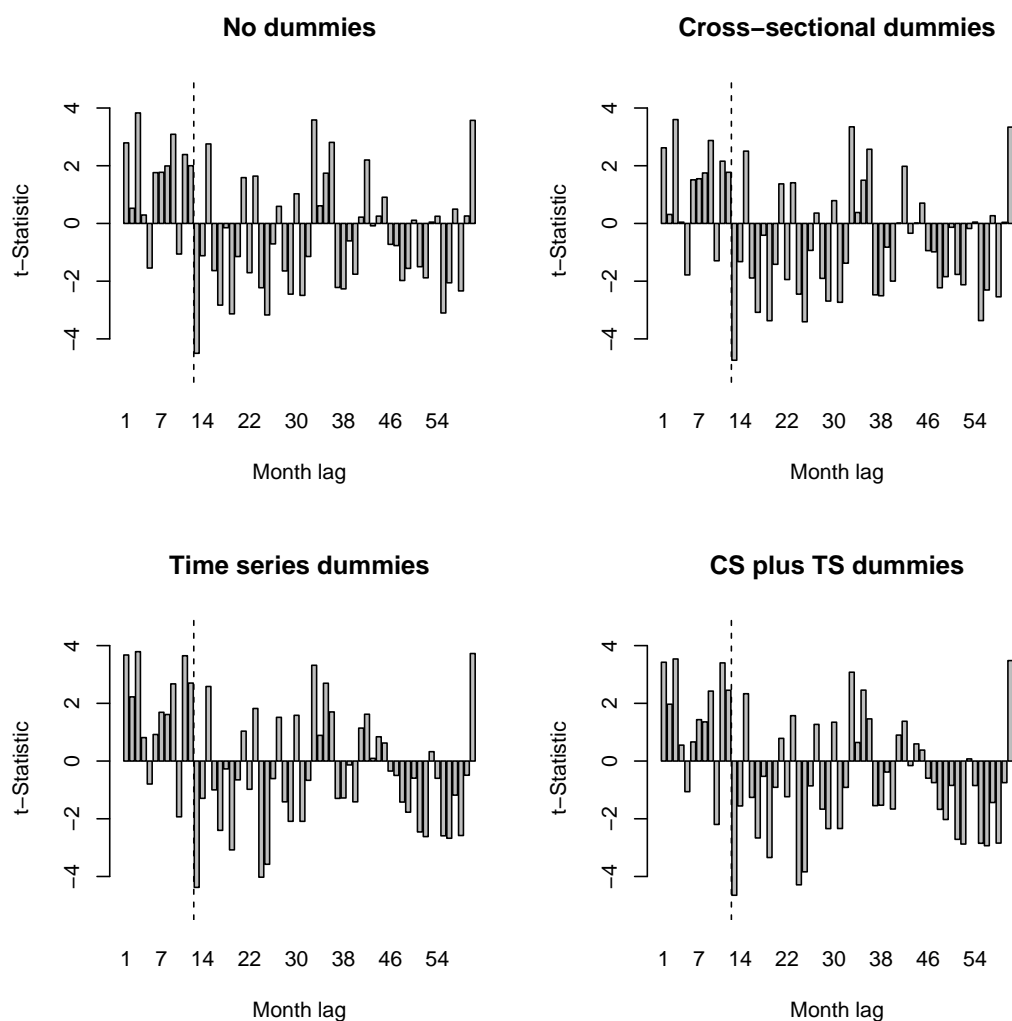 No dummies
t−Statistic
4
2
0
−2
−4
1 7 14 22 30 38 46 54
Month lag
Cross−sectional dummies
t−Statistic
4
2
0
−2
−4
1 7 14 22 30 38 46 54
Month lag
Time series dummies
t−Statistic
4
2
0
−2
−4
1 7 14 22 30 38 46 54
Month lag
CS plus TS dummies
t−Statistic
4
2
0
−2
−4
1 7 14 22 30 38 46 54
Month lag